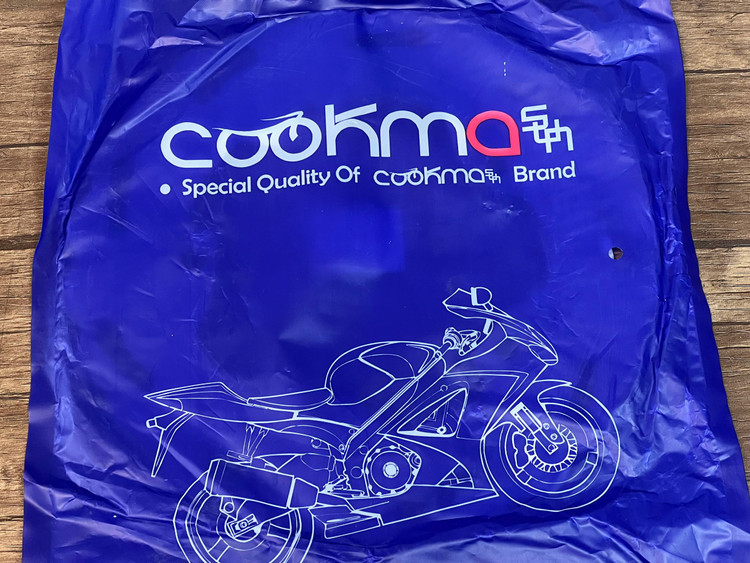 cookma
• Special Quality Of cookma Brand